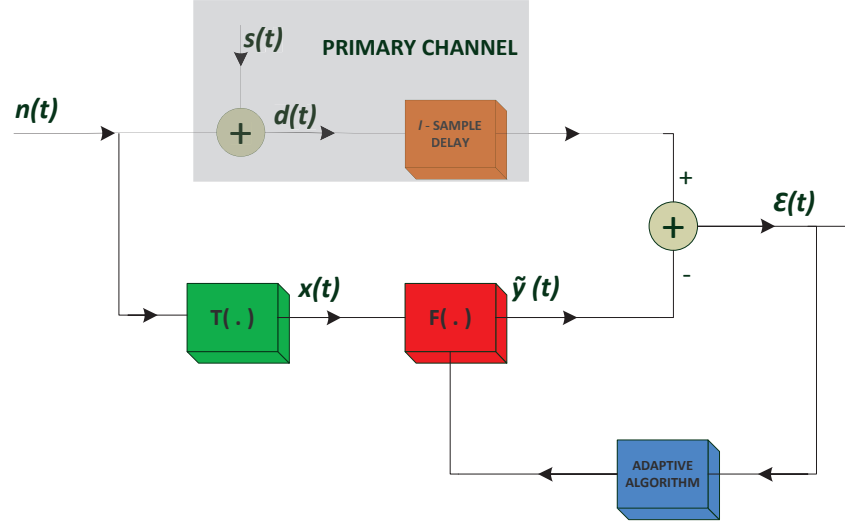 s(t)
PRIMARY CHANNEL
n(t)
+
d(t)
l - SAMPLE
DELAY
+
+
Ɛ(t)
-
T( . )
x(t)
F( . )
ỹ (t)
ADAPTIVE
ALGORITHM